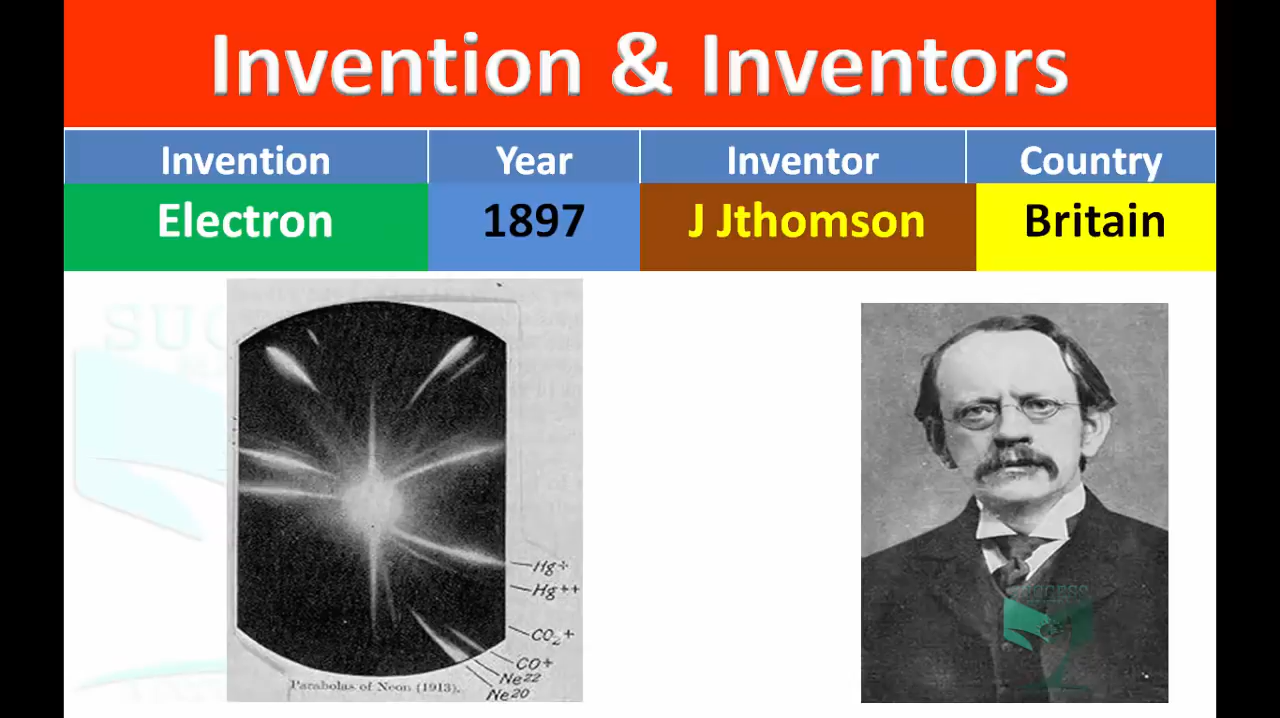 Invention & Inventors
Invention Year Inventor Country
Electron 1897 J Jthomson Britain
Hg+
Hg++
CO₂+
CO+
Ne22
Ne20
Parabolas of Neon (1913).
SUCCESS